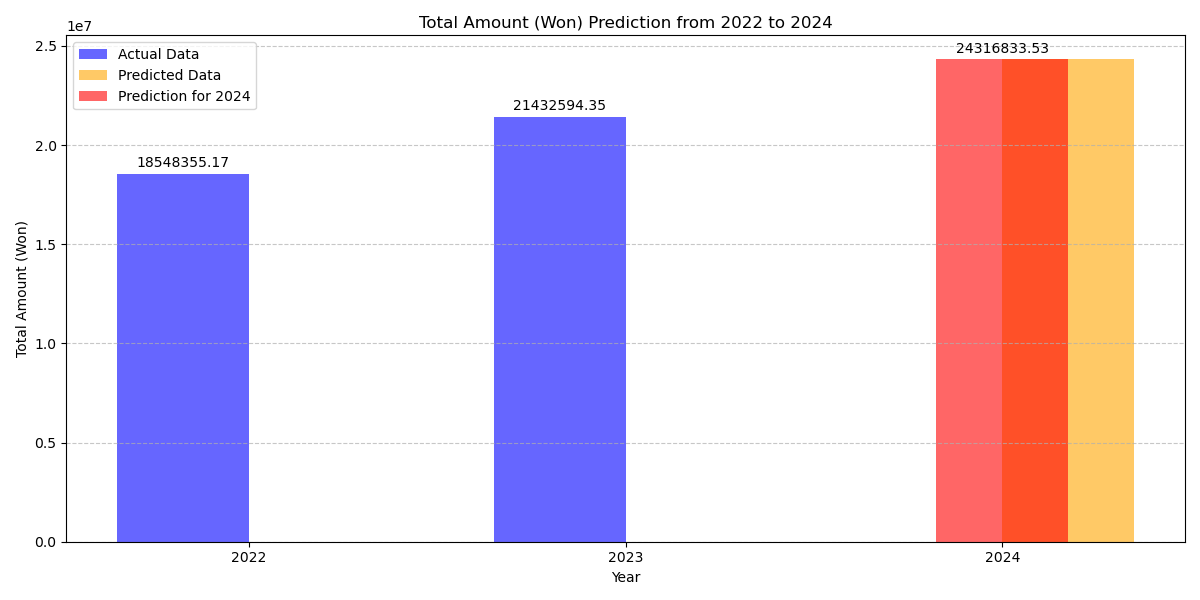 Total Amount (Won) Prediction from 2022 to 2024
1e7
Actual Data
Predicted Data
Prediction for 2024
Total Amount (Won)
2.5
2.0
1.5
1.0
0.5
0.0
18548355.17
21432594.35
24316833.53
2022
2023
2024
Year